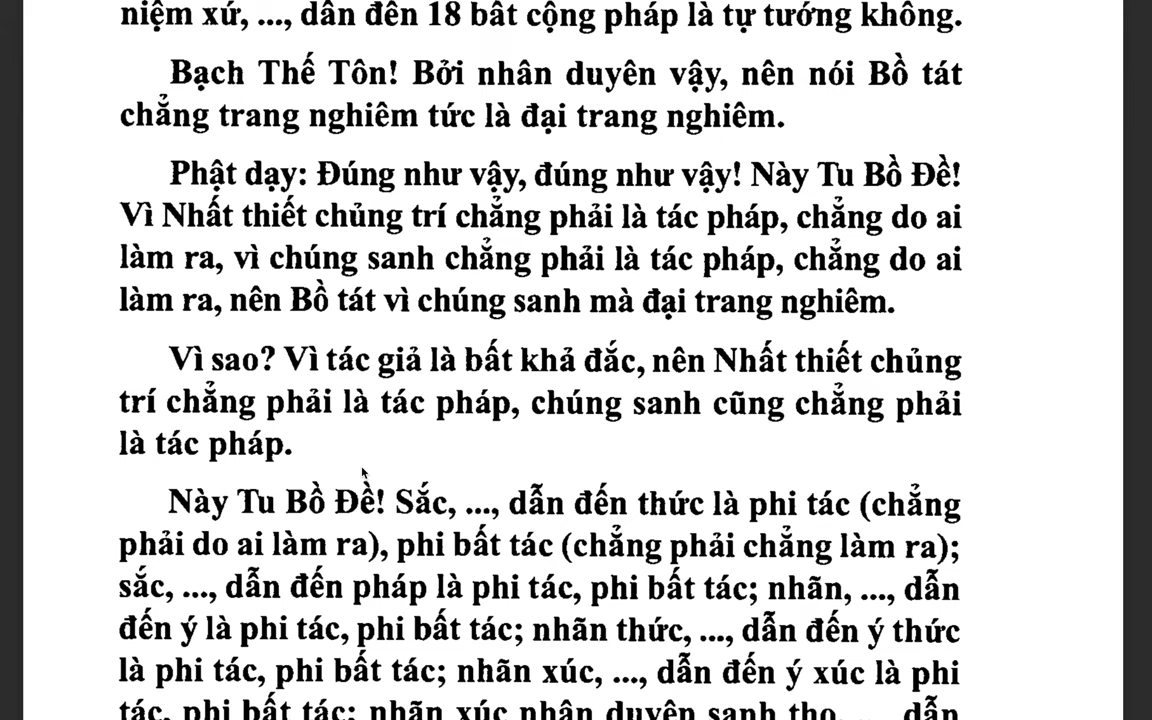 niệm xứ, ..., dẫn đến 18 bất cộng pháp là tự tướng không.
Bạch Thế Tôn! Bởi nhân duyên vậy, nên nói Bồ tát
chẳng trang nghiêm tức là đại trang nghiêm.
Phật dạy: Đúng như vậy, đúng như vậy! Này Tu Bồ Đề!
Vì Nhất thiết chủng trí chẳng phải là tác pháp, chẳng do ai
làm ra, vì chúng sanh chẳng phải là tác pháp, chẳng do ai
làm ra, nên Bồ tát vì chúng sanh mà đại trang nghiêm.
Vì sao? Vì tác giả là bất khả đắc, nên Nhất thiết chủng
trí chẳng phải là tác pháp, chúng sanh cũng chẳng phải
là tác pháp.
Này Tu Bồ Đề! Sắc, ..., dẫn đến thức là phi tác (chẳng
phải do ai làm ra), phi bất tác (chẳng phải chẳng làm ra);
sắc, ..., dẫn đến pháp là phi tác, phi bất tác; nhãn, ..., dẫn
đến ý là phi tác, phi bất tác; nhãn thức, ..., dẫn đến ý thức
là phi tác, phi bất tác; nhãn xúc, ..., dẫn đến ý xúc là phi
tác, phi bất tác; nhãn xúc nhân duyên sanh thọ, ..., dẫn